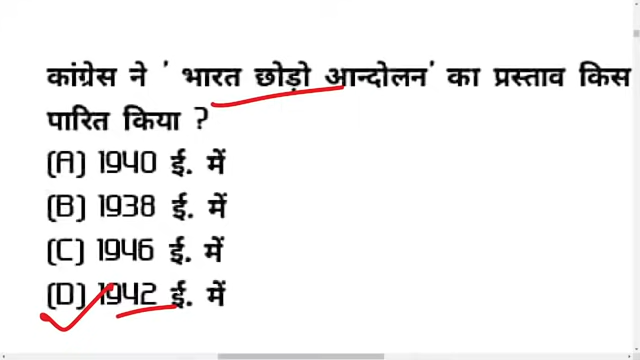 कांग्रेस ने ' भारत छोड़ो आन्दोलन' का प्रस्ताव किस
पारित किया ?
(A) 1940 ई. में
(B) 1938 ई. में
(C) 1946 ई. में
(D) 1942 ई. में